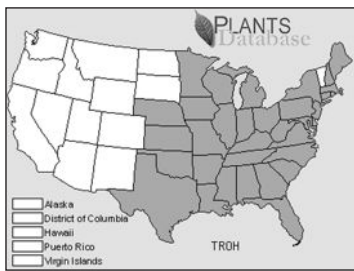 PLANTS
Database
Alaska
District of Columbia
Hawaii
Puerto Rico
Virgin Islands
TROH